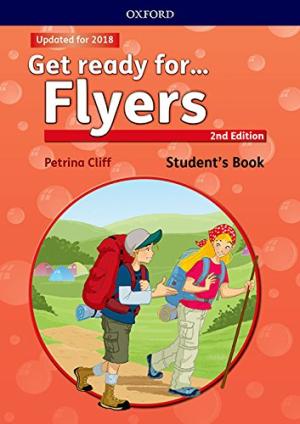 OXFORD
Updated for 2018
Get ready for...
Flyers
2nd Edition
Petrina Cliff
Student's Book